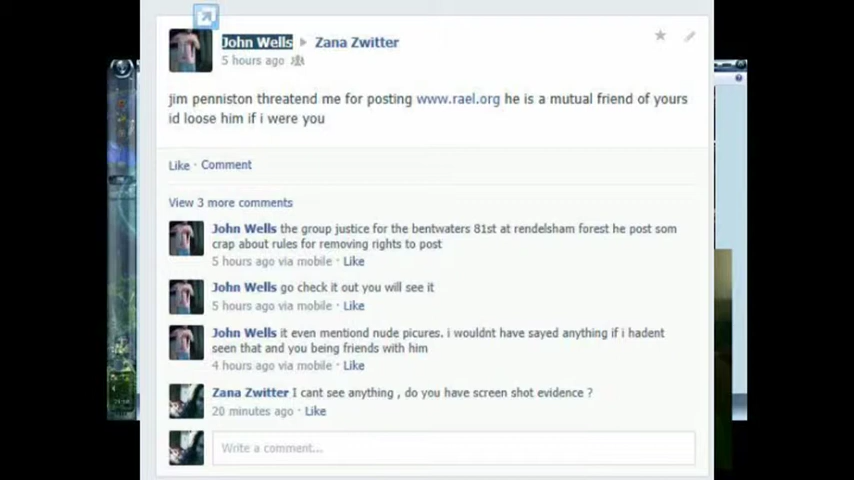 John Wells ▸ Zana Zwitter
5 hours ago
jim penniston threatend me for posting www.rael.org he is a mutual friend of yours
id loose him if i were you
Like · Comment
View 3 more comments
John Wells the group justice for the bentwaters 81st at rendelsham forest he post som
crap about rules for removing rights to post
5 hours ago via mobile · Like
John Wells go check it out you will see it
5 hours ago via mobile · Like
John Wells it even mentiond nude picures. i wouldnt have sayed anything if i hadent
seen that and you being friends with him
4 hours ago via mobile · Like
Zana Zwitter I cant see anything , do you have screen shot evidence ?
20 minutes ago · Like
Write a comment...